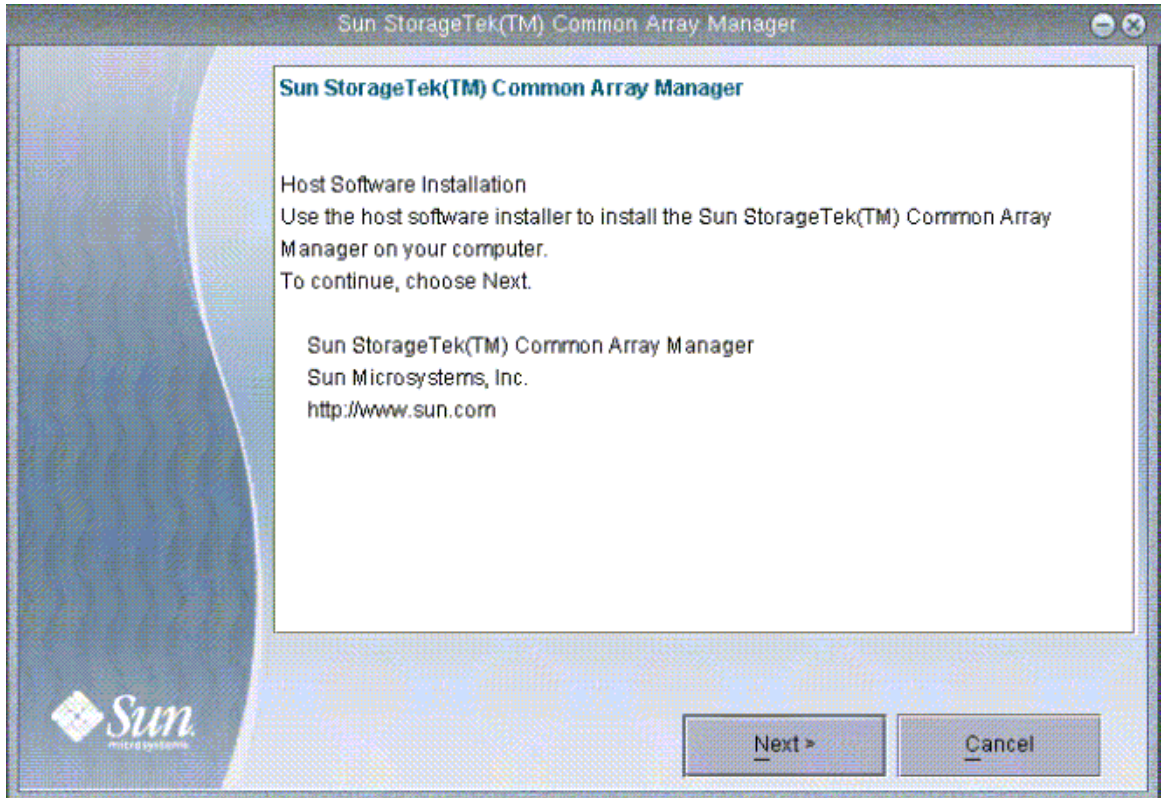 Sun StorageTek(TM) Common Array Manager
Sun StorageTek(TM) Common Array Manager
Host Software Installation
Use the host software installer to install the Sun StorageTek(TM) Common Array
Manager on your computer.
To continue, choose Next.
Sun StorageTek(TM) Common Array Manager
Sun Microsystems, Inc.
http://www.sun.com
Sun
microsystems
Next >
Cancel